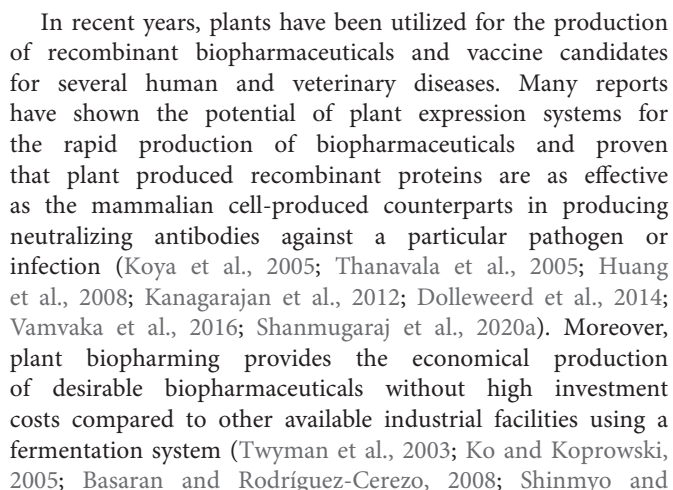 In recent years, plants have been utilized for the production
of recombinant biopharmaceuticals and vaccine candidates
for several human and veterinary diseases. Many reports
have shown the potential of plant expression systems for
the rapid production of biopharmaceuticals and proven
that plant produced recombinant proteins are as effective
as the mammalian cell-produced counterparts in producing
neutralizing antibodies against a particular pathogen or
infection (Koya et al., 2005; Thanavala et al., 2005; Huang
et al., 2008; Kanagarajan et al., 2012; Dolleweerd et al., 2014;
Vamvaka et al., 2016; Shanmugaraj et al., 2020a). Moreover,
plant biopharming provides the economical production
of desirable biopharmaceuticals without high investment
costs compared to other available industrial facilities using a
fermentation system (Twyman et al., 2003; Ko and Koprowski,
2005; Basaran and Rodríguez-Cerezo, 2008; Shinmyo and